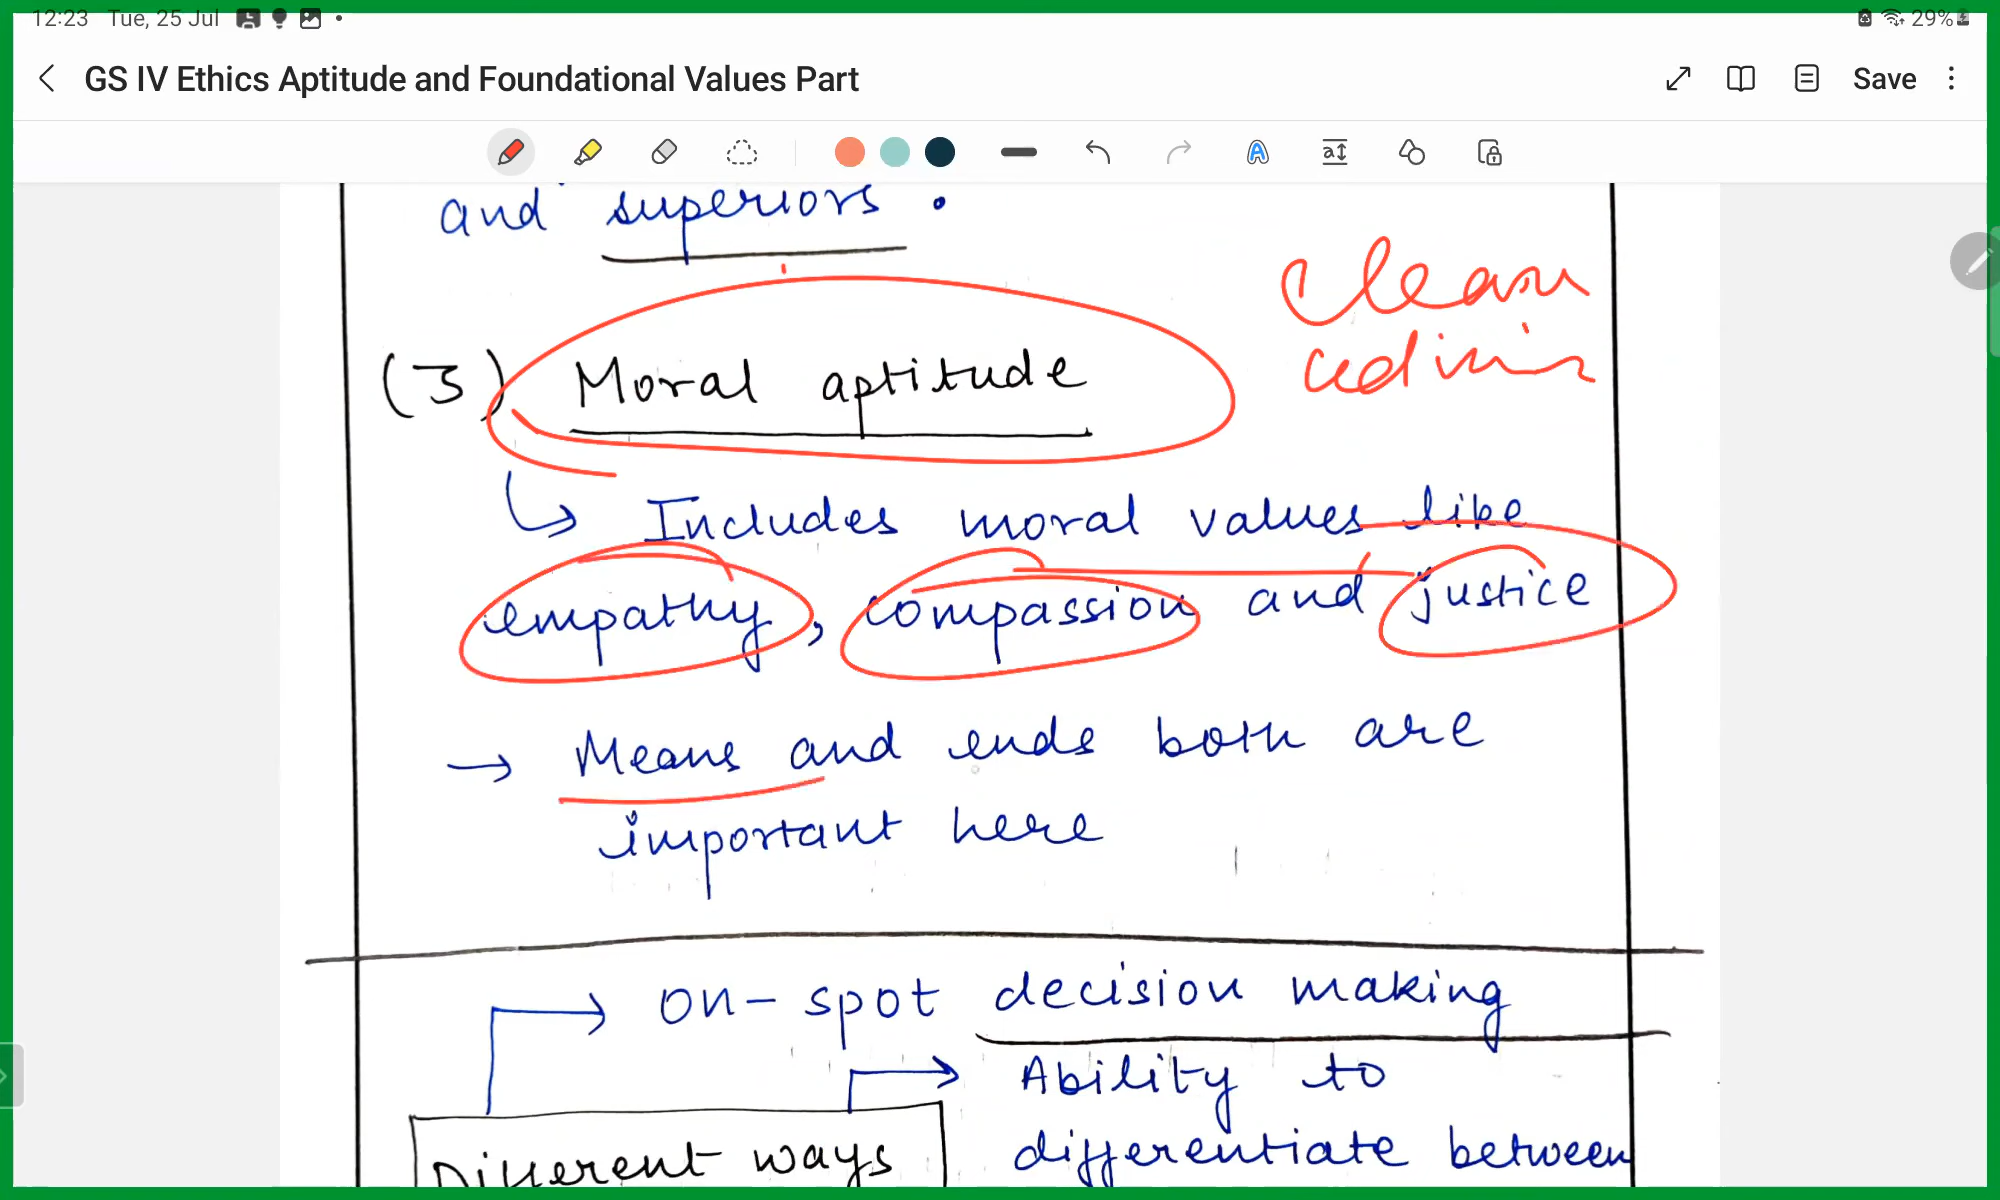 12:23 Tue, 25 Jul
29%
GS IV Ethics Aptitude and Foundational Values Part
Save
and superiors.
clean
(3) Moral aptitude
Includes moral values like
empathy, compassion and justice
→ Means and ends both are
important here
→ on-spot decision making
→ Ability to
Different ways
differentiate between